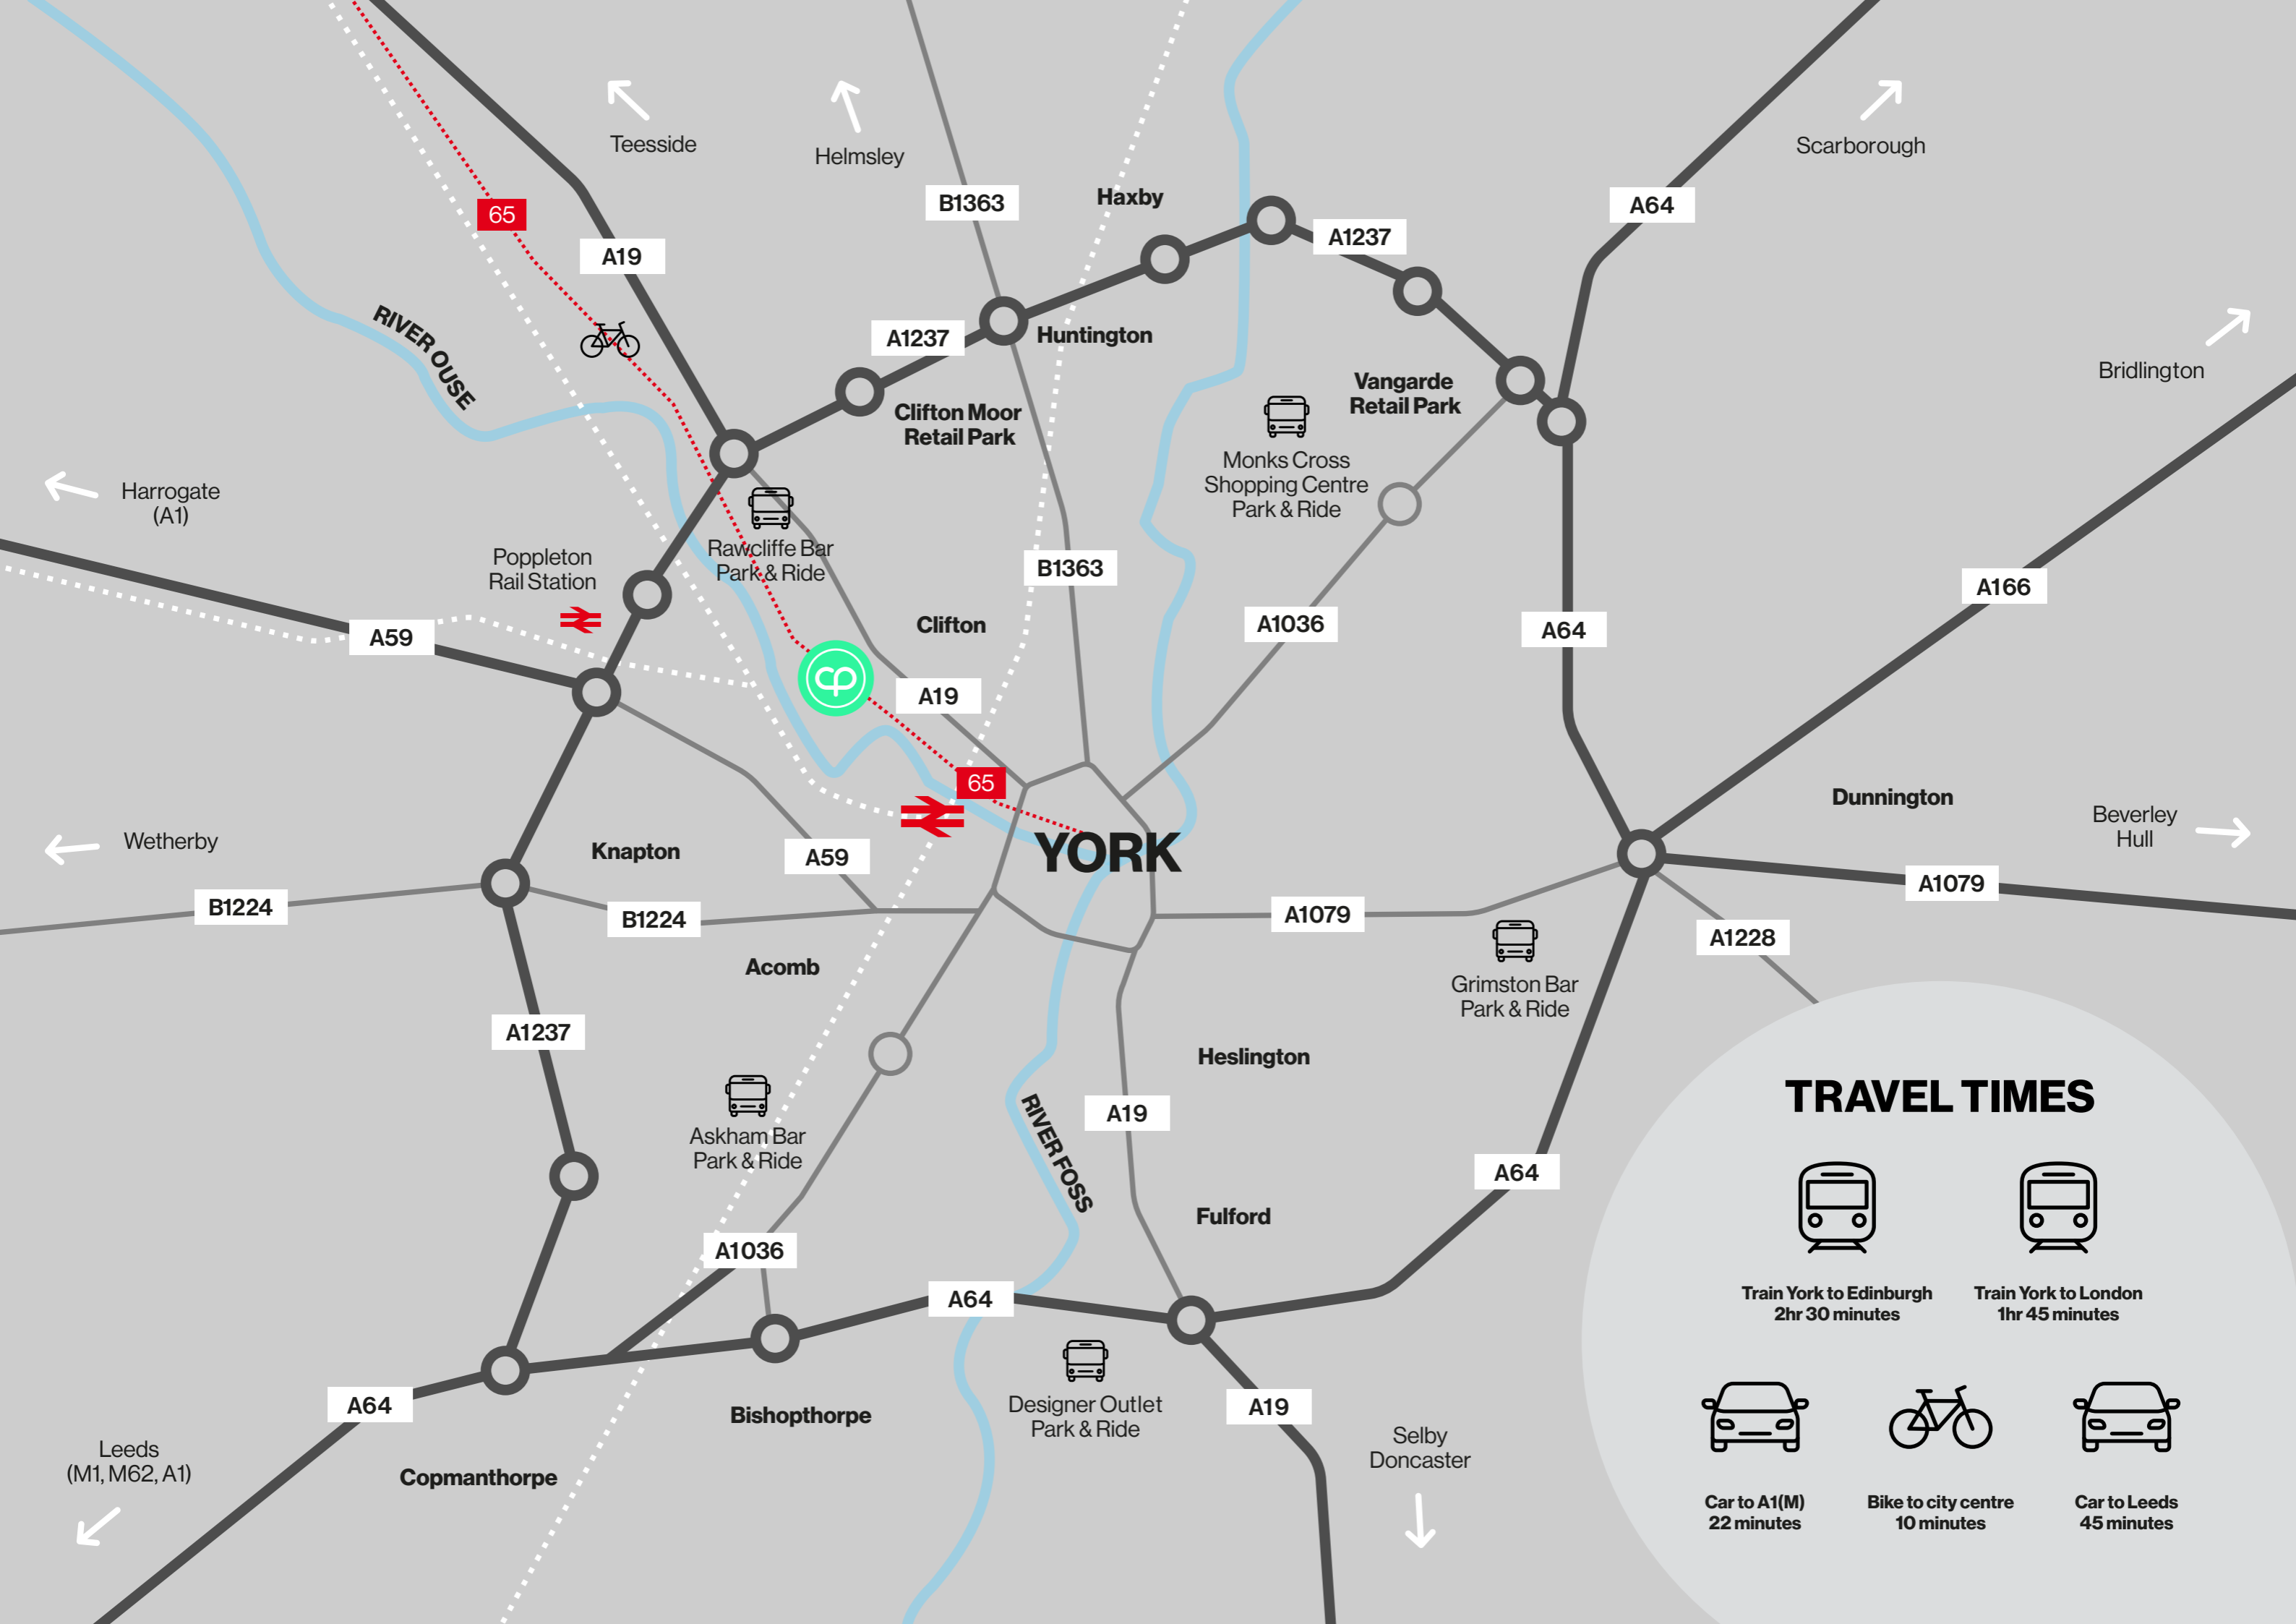 Teesside
Helmsley
Scarborough
B1363
Haxby
A64
65
A19
A1237
RIVER OUSE
A1237
Huntington
Bridlington
Vangarde
Retail Park
Clifton Moor
Retail Park
Monks Cross
Shopping Centre
Park & Ride
Harrogate
(A1)
Poppleton
Rail Station
Rawcliffe Bar
Park & Ride
B1363
A166
A59
Clifton
A1036
A64
A19
65
Dunnington
Beverley
Hull
Wetherby
Knapton
A59
YORK
A1079
B1224
B1224
A1079
A1228
Acomb
Grimston Bar
Park & Ride
A1237
Heslington
Askham Bar
Park & Ride
RIVER FOSS
A19
A64
Fulford
A1036
A64
A64
Bishopthorpe
Designer Outlet
Park & Ride
A19
Selby
Doncaster
Leeds
(M1, M62, A1)
Copmanthorpe
TRAVEL TIMES
Train York to Edinburgh
2hr 30 minutes
Train York to London
1hr 45 minutes
Car to A1(M)
22 minutes
Bike to city centre
10 minutes
Car to Leeds
45 minutes